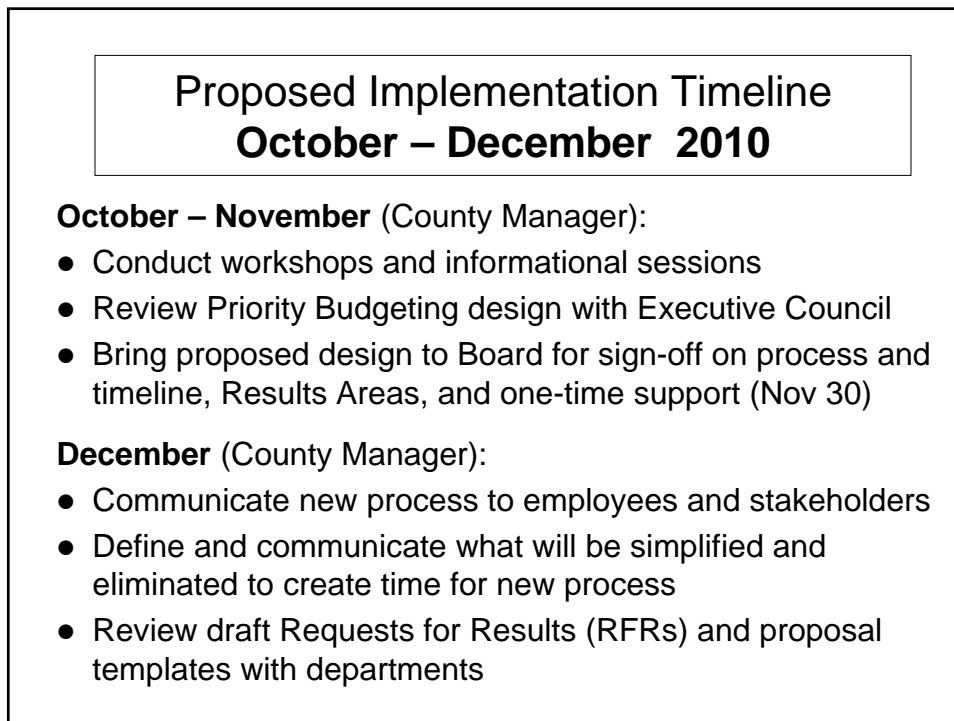 Proposed Implementation Timeline
October – December 2010
October – November (County Manager):
● Conduct workshops and informational sessions
● Review Priority Budgeting design with Executive Council
● Bring proposed design to Board for sign-off on process and
timeline, Results Areas, and one-time support (Nov 30)
December (County Manager):
● Communicate new process to employees and stakeholders
● Define and communicate what will be simplified and
eliminated to create time for new process
● Review draft Requests for Results (RFRs) and proposal
templates with departments